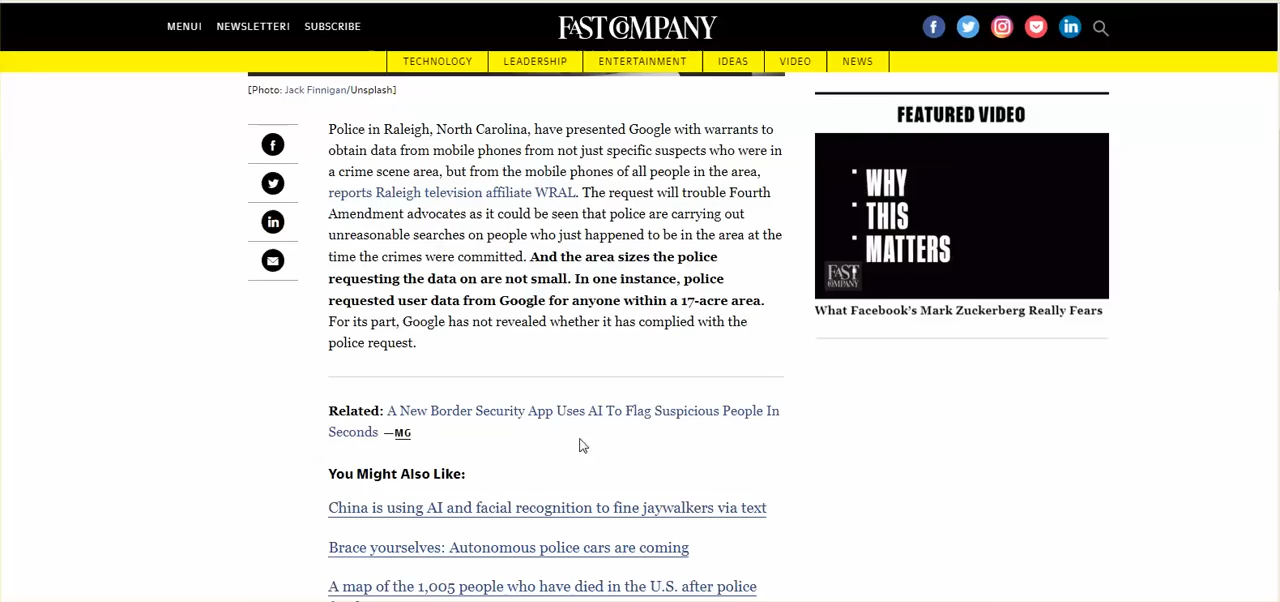 MENUI NEWSLETTERI SUBSCRIBE FAST COMPANY
TECHNOLOGY LEADERSHIP ENTERTAINMENT IDEAS VIDEO NEWS
[Photo: Jack Finnigan/Unsplash]
Police in Raleigh, North Carolina, have presented Google with warrants to
obtain data from mobile phones from not just specific suspects who were in
a crime scene area, but from the mobile phones of all people in the area,
reports Raleigh television affiliate WRAL. The request will trouble Fourth
Amendment advocates as it could be seen that police are carrying out
unreasonable searches on people who just happened to be in the area at the
time the crimes were committed. And the area sizes the police
requesting the data on are not small. In one instance, police
requested user data from Google for anyone within a 17-acre area.
For its part, Google has not revealed whether it has complied with the
police request.
Related: A New Border Security App Uses AI To Flag Suspicious People In
Seconds —MG
You Might Also Like:
China is using AI and facial recognition to fine jaywalkers via text
Brace yourselves: Autonomous police cars are coming
A map of the 1,005 people who have died in the U.S. after police
FEATURED VIDEO
WHY
THIS
MATTERS
FAST
COMPANY
What Facebook's Mark Zuckerberg Really Fears